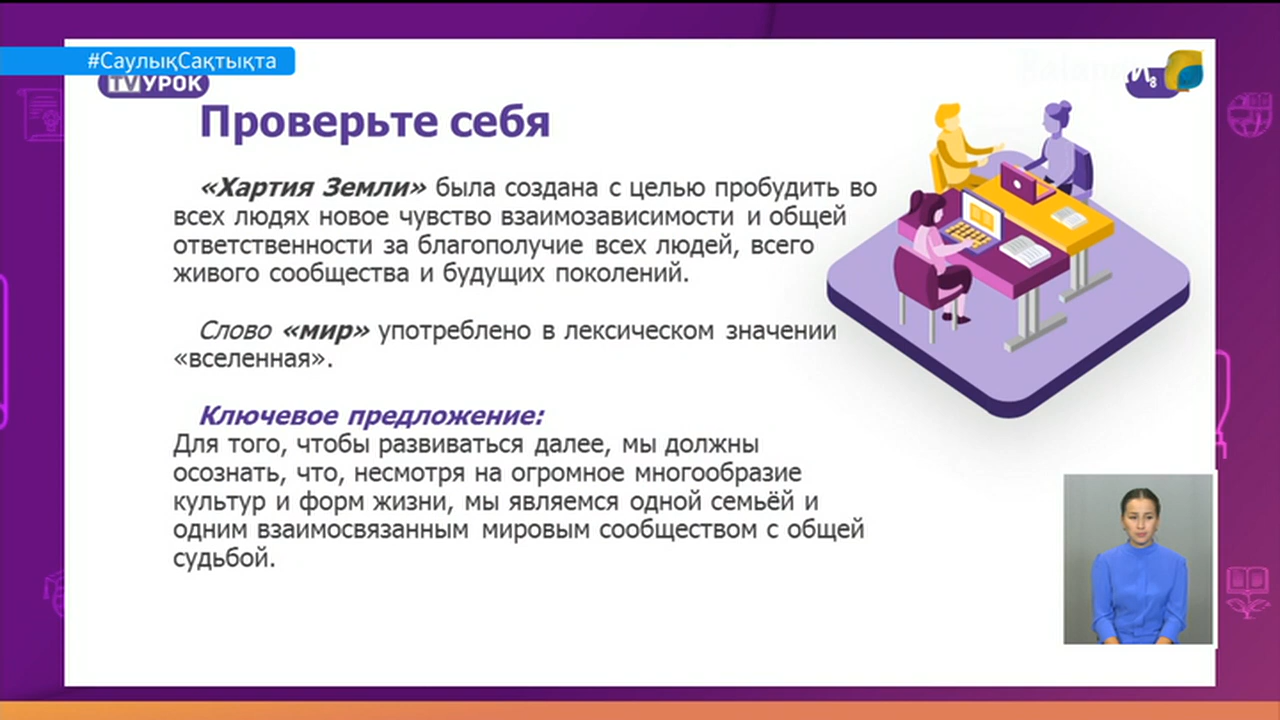 #СаулықСақтықта
TVУРОК
Проверьте себя
«Хартия Земли» была создана с целью пробудить во
всех людях новое чувство взаимозависимости и общей
ответственности за благополучие всех людей, всего
живого сообщества и будущих поколений.
Слово «мир» употреблено в лексическом значении
«вселенная».
Ключевое предложение:
Для того, чтобы развиваться далее, мы должны
осознать, что, несмотря на огромное многообразие
культур и форм жизни, мы являемся одной семьёй и
одним взаимосвязанным мировым сообществом с общей
судьбой.